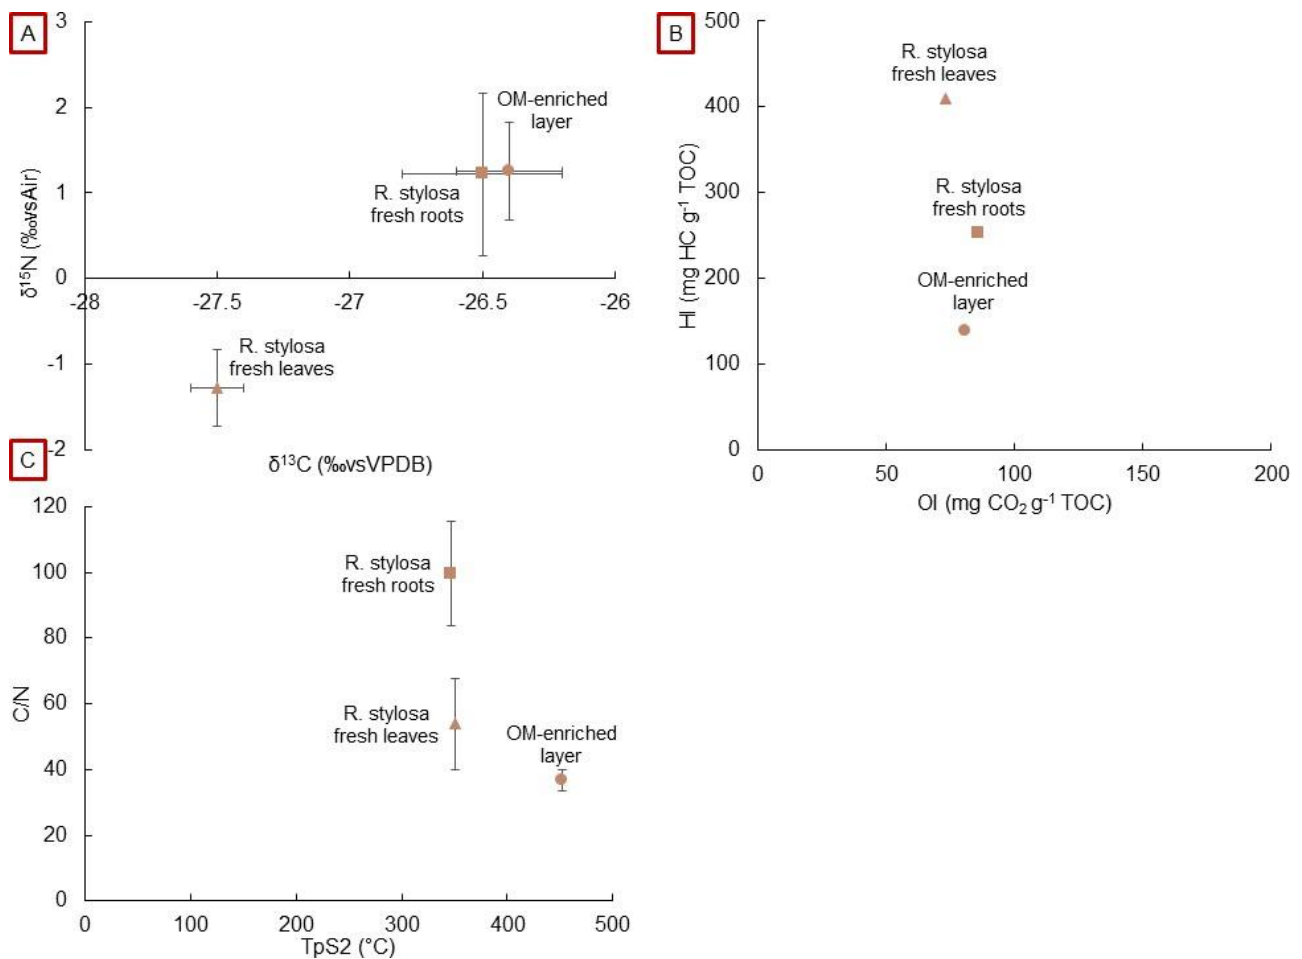 A
3
2
1
0
-1
-2
δ¹⁵N (‰vsAir)
-28
-27.5
-27
-26.5
-26
OM-enriched
layer
R. stylosa
fresh roots
R. stylosa
fresh leaves
δ¹³C (‰vsVPDB)
B
500
400
300
200
100
0
HI (mg HC g⁻¹ TOC)
R. stylosa
fresh leaves
R. stylosa
fresh roots
OM-enriched
layer
0
50
100
150
200
OI (mg CO₂ g⁻¹ TOC)
C
120
100
80
60
40
20
0
C/N
R. stylosa
fresh roots
R. stylosa
fresh leaves
OM-enriched
layer
0
100
200
300
400
500
TpS2 (°C)